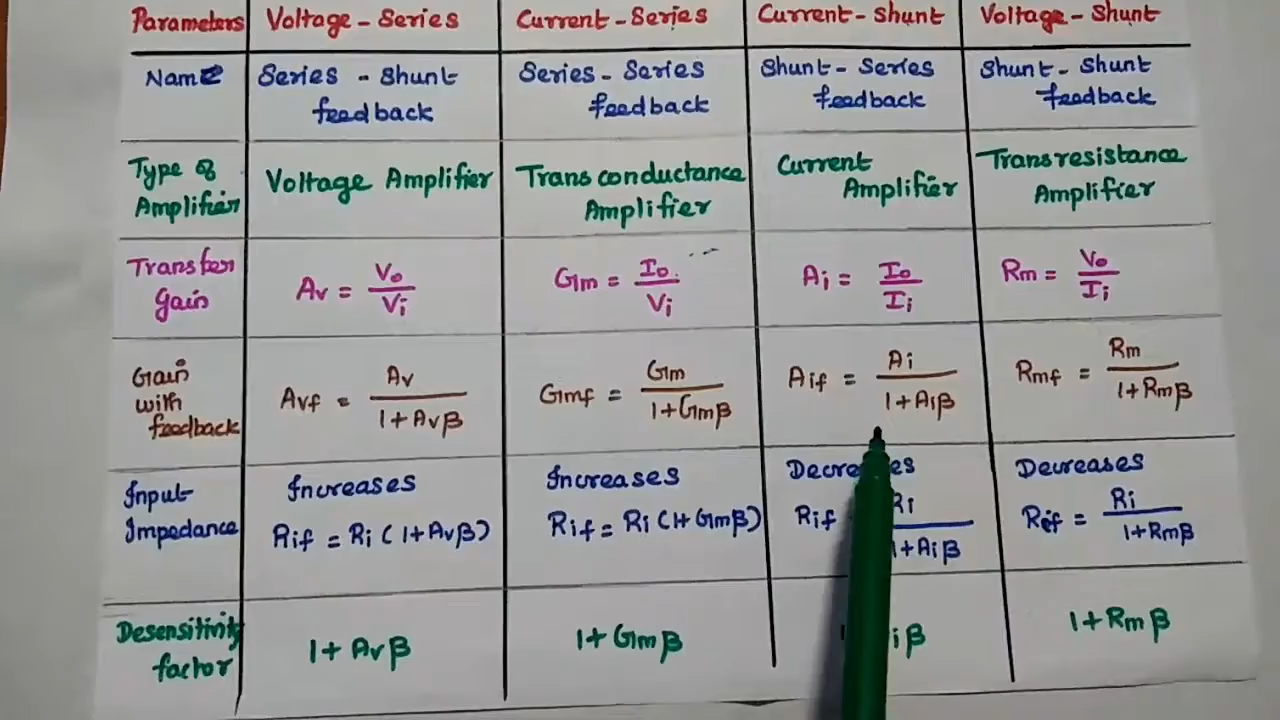 Parameters Voltage-Series Current-Series Current-Shunt Voltage-Shunt
Name Series-Shunt feedback Series-Series feedback Shunt-Series feedback Shunt-Shunt feedback
Type of Amplifier Voltage Amplifier Transconductance Amplifier Current Amplifier Transresistance Amplifier
Transfer gain Av = Vo/Vi Gm = Io/Vi Ai = Io/Ii Rm = Vo/Ii
Gain with feedback Avf = Av/1+Avβ Gmf = Gm/1+Gmβ Aif = Ai/1+Aiβ Rmf = Rm/1+Rmβ
Input Impedance Increases Rif = Ri(1+Avβ) Increases Rif = Ri(1+Gmβ) Decreases Rif Ri/1+Aiβ Decreases Rif = Ri/1+Rmβ
Desensitivity factor 1+Avβ 1+Gmβ iβ 1+Rmβ